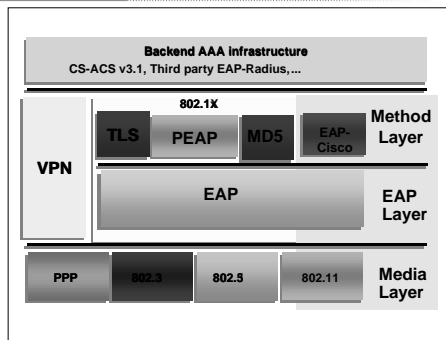 Backend AAA infrastructure
CS-ACS v3.1, Third party EAP-Radius,...
802.1X
Method
Layer
TLS
PEAP
MD5
EAP-
Cisco
VPN
EAP
EAP
Layer
PPP
802.3
802.5
802.11
Media
Layer